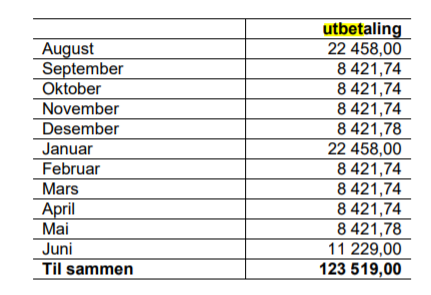 utbetaling
August 22 458,00
September 8 421,74
Oktober 8 421,74
November 8 421,74
Desember 8 421,78
Januar 22 458,00
Februar 8 421,74
Mars 8 421,74
April 8 421,74
Mai 8 421,78
Juni 11 229,00
Til sammen 123 519,00